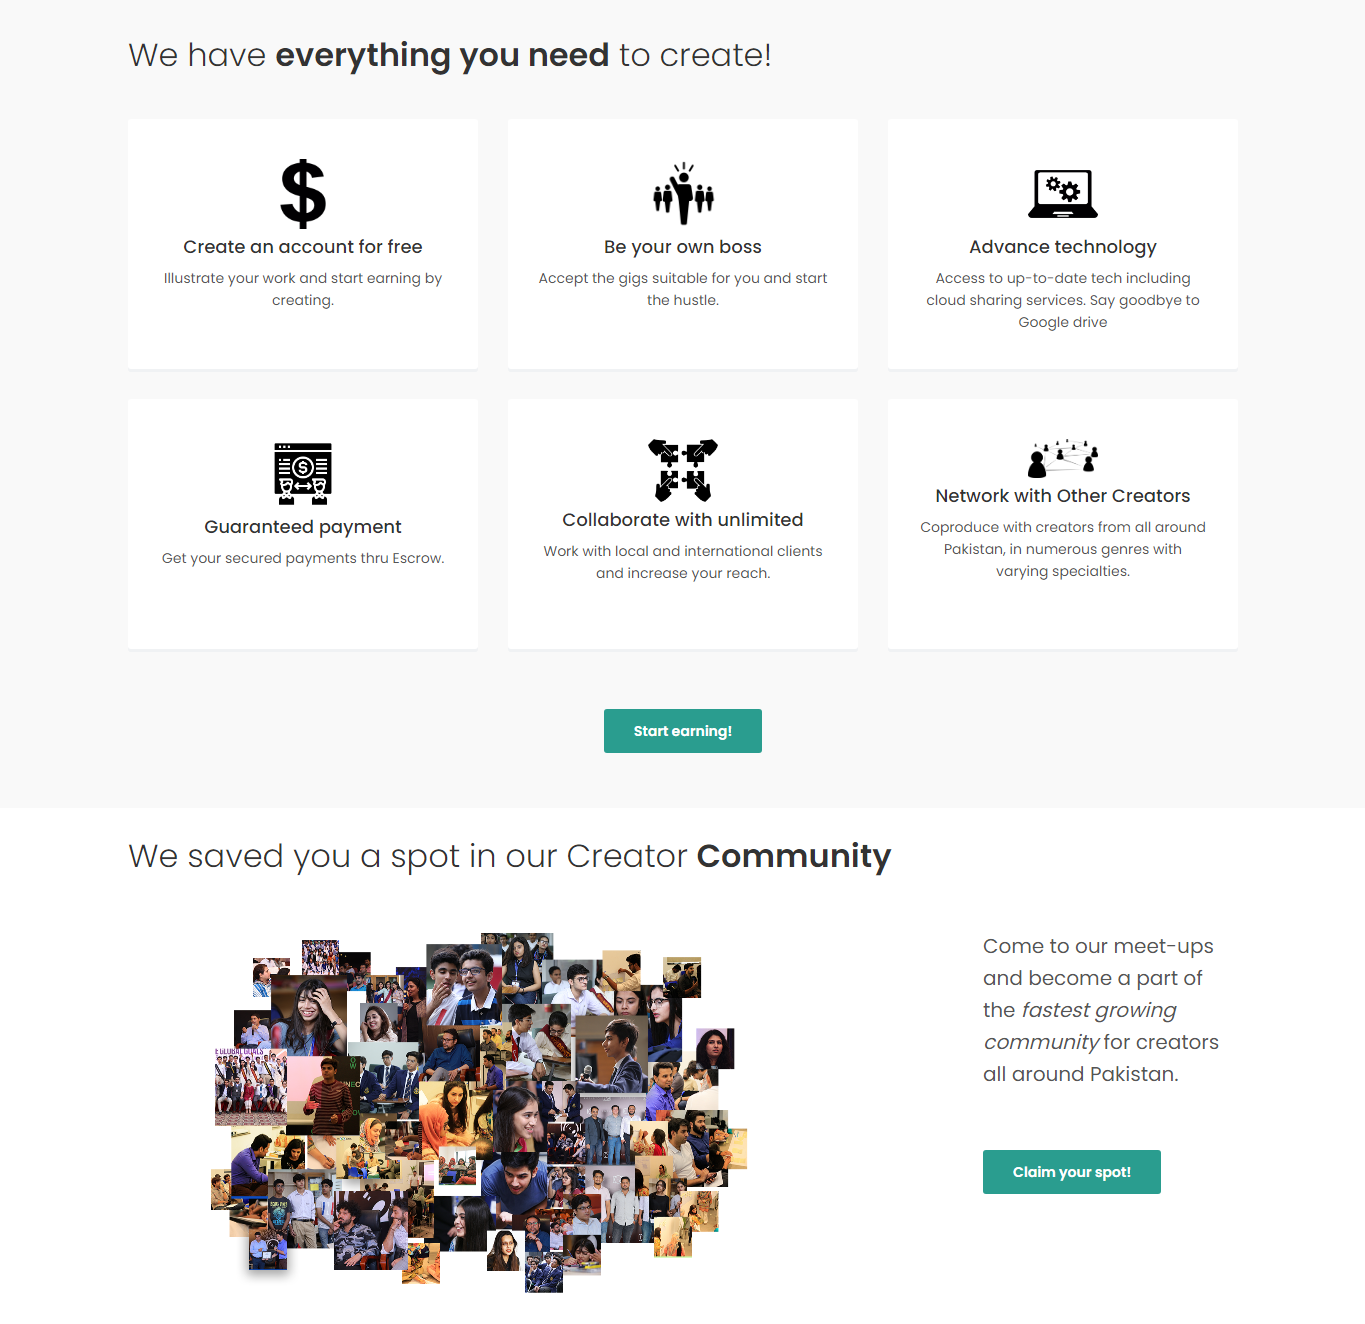 We have everything you need to create!
Create an account for free
Illustrate your work and start earning by
creating.
Be your own boss
Accept the gigs suitable for you and start
the hustle.
Advance technology
Access to up-to-date tech including
cloud sharing services. Say goodbye to
Google drive
Guaranteed payment
Get your secured payments thru Escrow.
Collaborate with unlimited
Work with local and international clients
and increase your reach.
Network with Other Creators
Coproduce with creators from all around
Pakistan, in numerous genres with
varying specialties.
Start earning!
We saved you a spot in our Creator Community
GLOBAL GOALS
Come to our meet-ups
and become a part of
the fastest growing
community for creators
all around Pakistan.
Claim your spot!